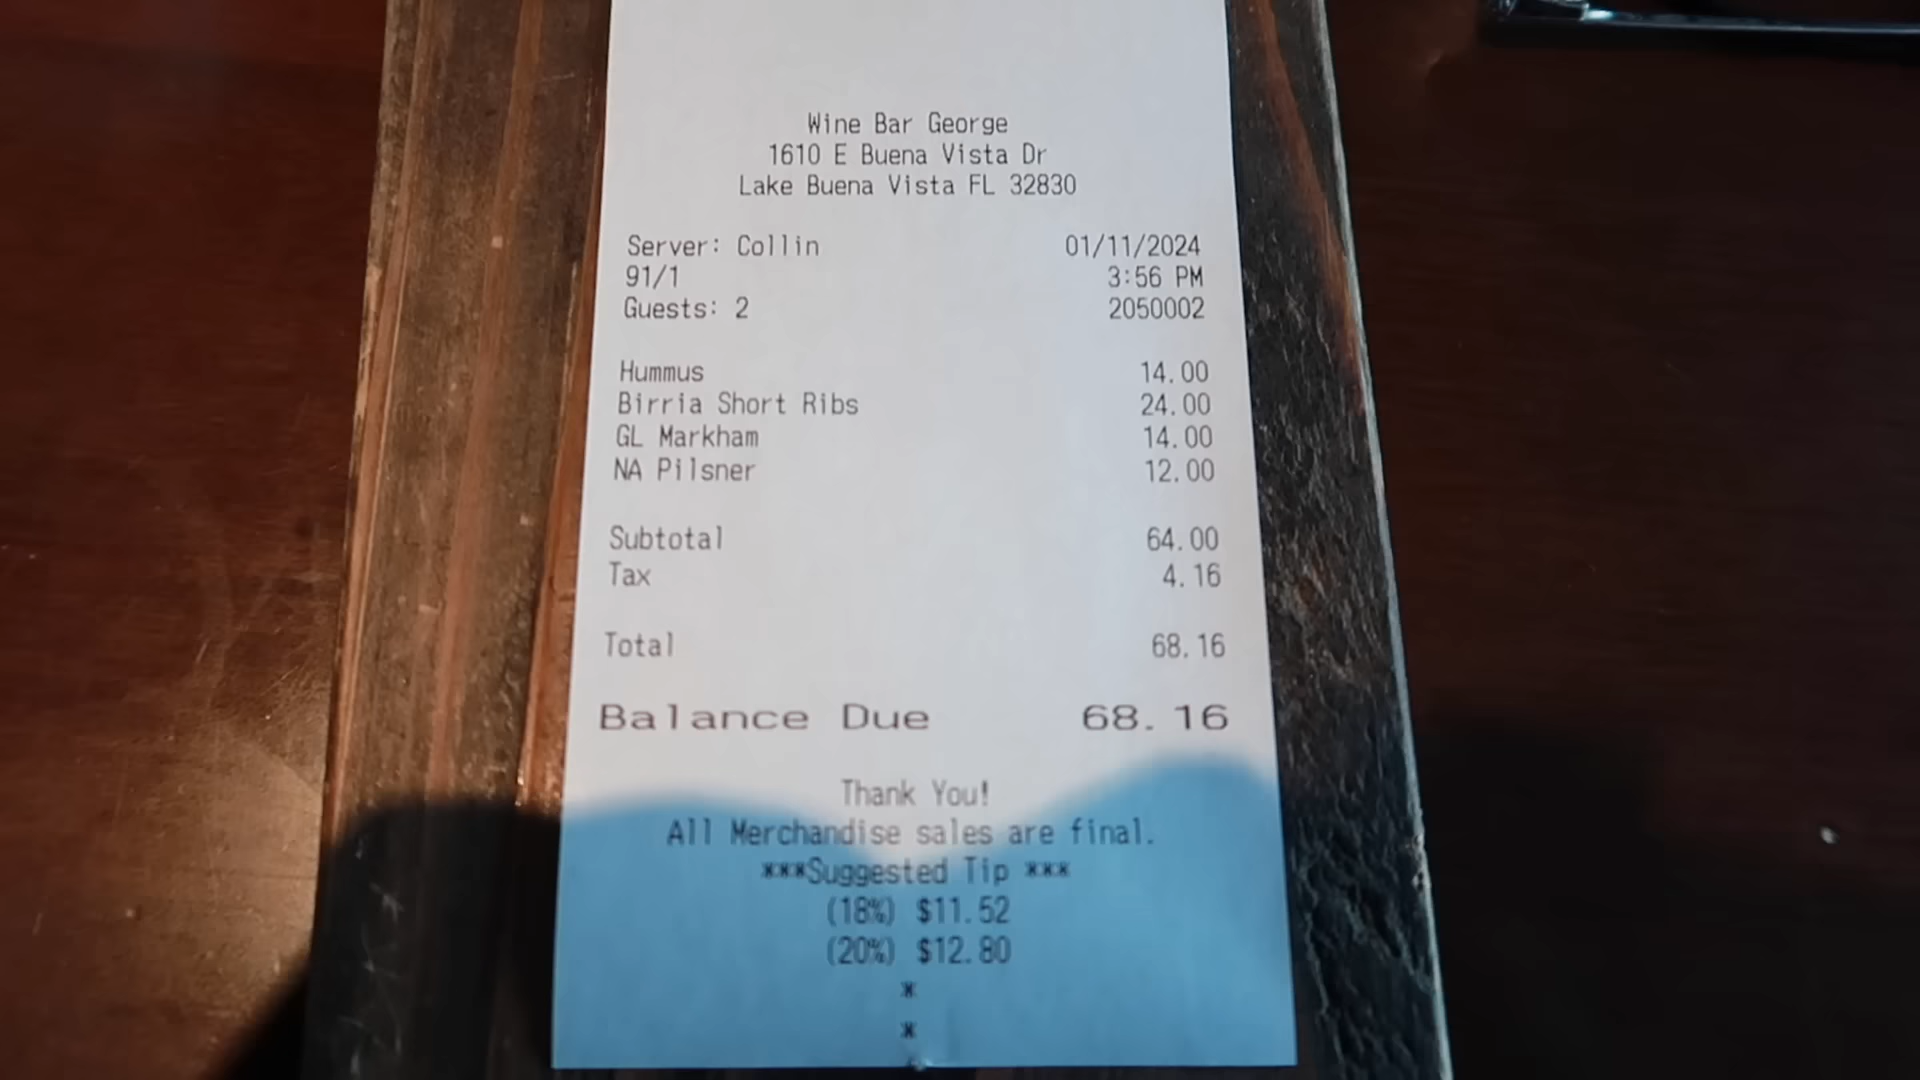 Wine Bar George
1610 E Buena Vista Dr
Lake Buena Vista FL 32830
Server: Collin 01/11/2024
91/1 3:56 PM
Guests: 2 2050002
Hummus 14.00
Birria Short Ribs 24.00
GL Markham 14.00
NA Pilsner 12.00
Subtotal 64.00
Tax 4.16
Total 68.16
Balance Due 68.16
Thank You!
All Merchandise sales are final.
***Suggested Tip ***
(18%) $11.52
(20%) $12.80
*
*